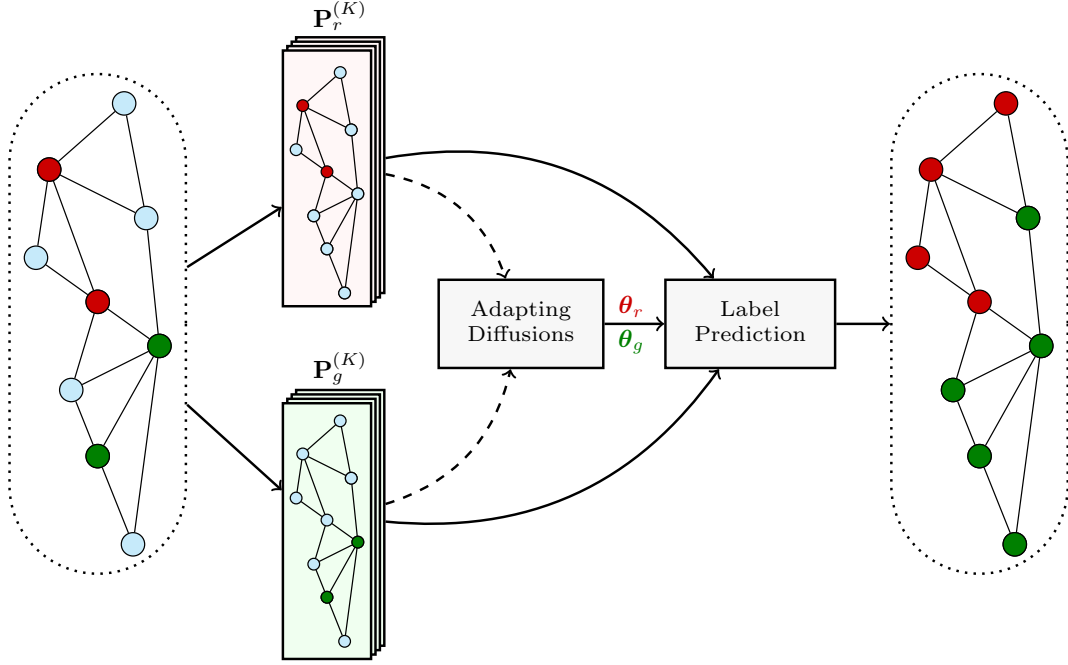 𝐏_r^{(K)}
Adapting
Diffusions
𝜽_r
𝜽_g
Label
Prediction
𝐏_g^{(K)}